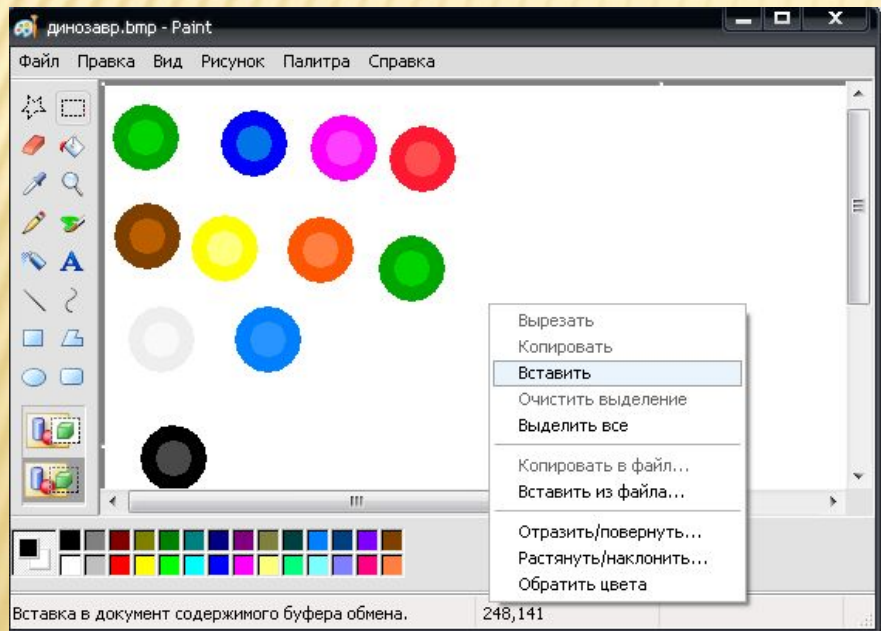 динозавр.bmp - Paint
Файл Правка Вид Рисунок Палитра Справка
A
Вырезать
Копировать
Вставить
Очистить выделение
Выделить все
Копировать в файл...
Вставить из файла...
Отразить/повернуть...
Растянуть/наклонить...
Обратить цвета
Вставка в документ содержимого буфера обмена. 248,141